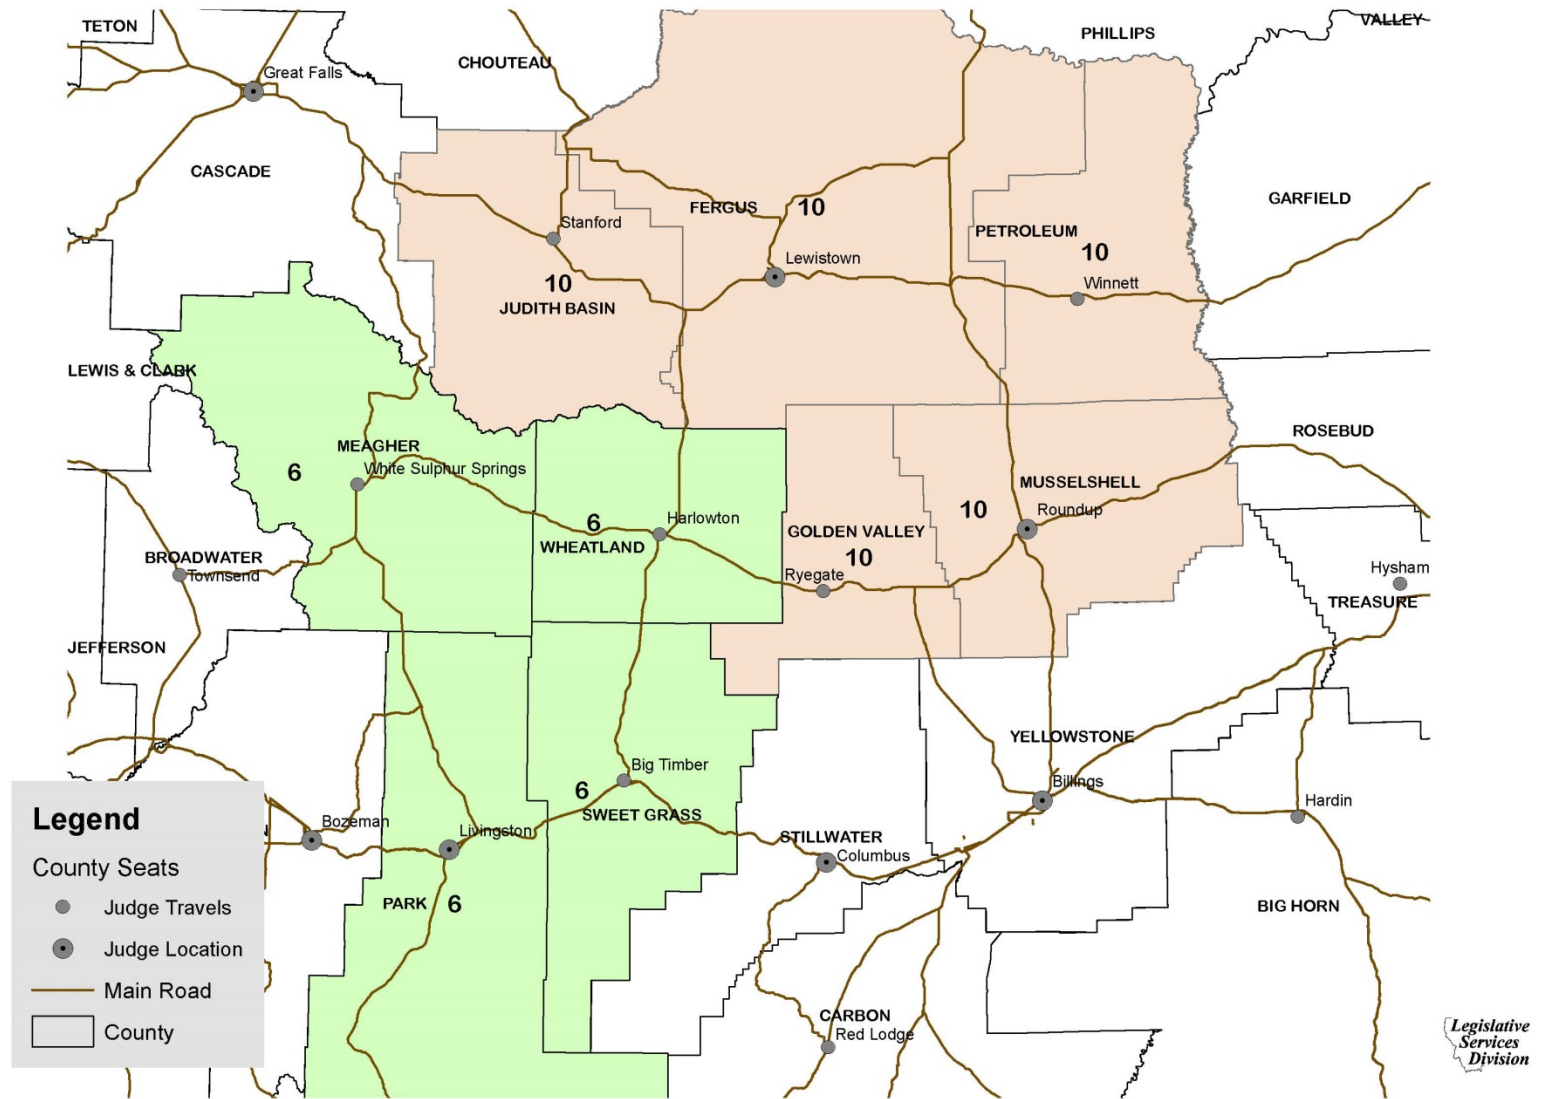 TETON
VALLEY
PHILLIPS
CHOUTEAU
Great Falls
CASCADE
GARFIELD
FERGUS
10
Stanford
PETROLEUM
10
Lewistown
10
Winnett
JUDITH BASIN
LEWIS & CLARK
ROSEBUD
MEAGHER
6
White Sulphur Springs
MUSSELSHELL
10
Roundup
6
Harlowton
WHEATLAND
GOLDEN VALLEY
10
BROADWATER
Townsend
Ryegate
Hysham
TREASURE
JEFFERSON
YELLOWSTONE
Big Timber
6
SWEET GRASS
Billings
Hardin
Bozeman
N
Livingston
STILLWATER
Columbus
PARK
6
BIG HORN
CARBON
Red Lodge
Legend
County Seats
Judge Travels
Judge Location
Main Road
County
Legislative
Services
Division